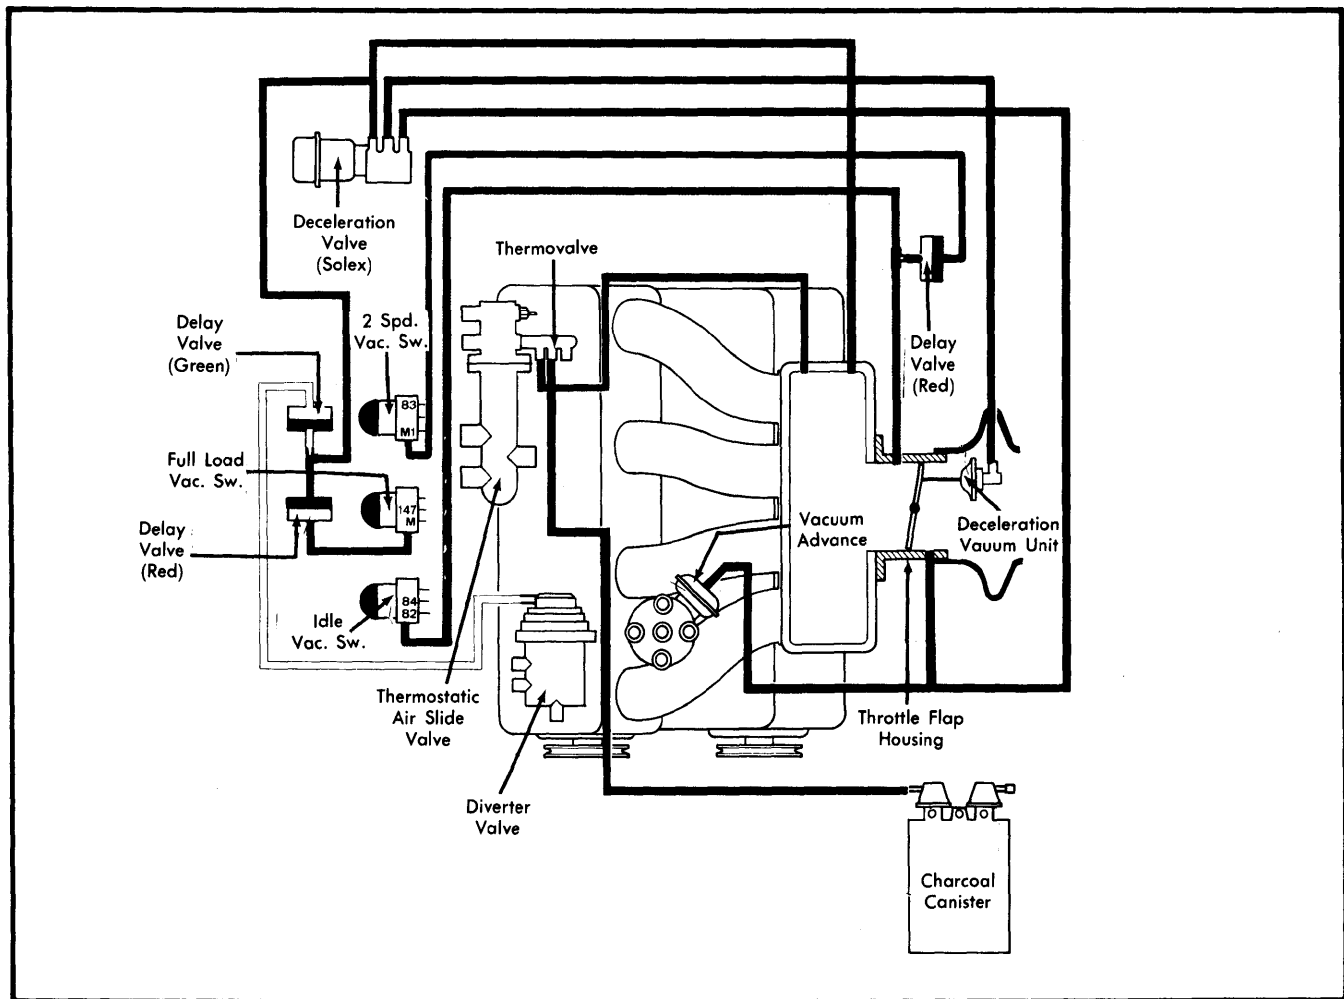 Deceleration
Valve
(Solex)
Thermovalve
Delay
Valve
(Green)
2 Spd.
Vac. Sw.
Delay
Valve
(Red)
83
M1
Full Load
Vac. Sw.
147
M
Delay
Valve
(Red)
Vacuum
Advance
Deceleration
Vauum Unit
84
82
Idle
Vac. Sw.
Thermostatic
Air Slide
Valve
Throttle Flap
Housing
Diverter
Valve
Charcoal
Canister